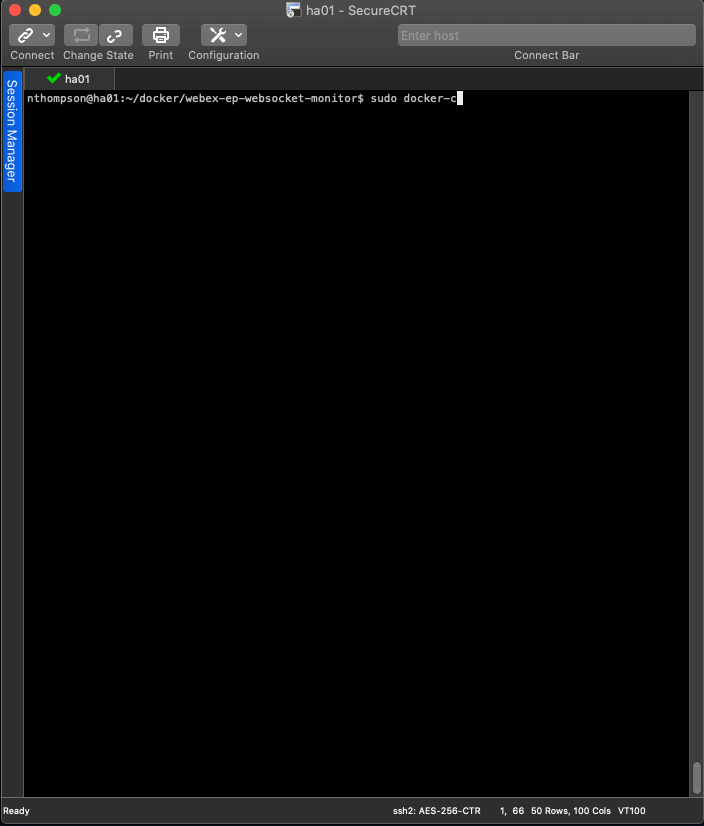 ha01 - SecureCRT
Enter host
Connect Change State Print Configuration Connect Bar
ha01
Session Manager
nthompson@ha01:~/docker/webex-ep-websocket-monitor$ sudo docker-c
Ready ssh2: AES-256-CTR 1, 66 50 Rows, 100 Cols VT100